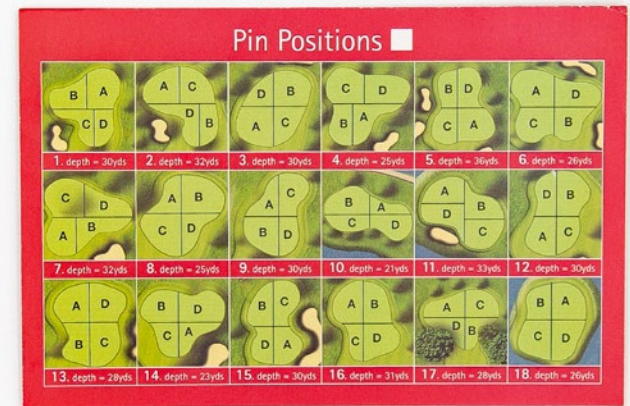 Pin Positions
B A
C D
1. depth = 30yds
A C
D B
2. depth = 32yds
D B
A C
3. depth = 30yds
C D
B A
4. depth = 25yds
B D
C A
5. depth = 36yds
A D
C B
6. depth = 26yds
C D
A B
7. depth = 32yds
A B
C D
8. depth = 25yds
A C
B D
9. depth = 30yds
B A
C D
10. depth = 21yds
A B
D C
11. depth = 33yds
D B
A C
12. depth = 30yds
A D
B C
13. depth = 28yds
B D
C A
14. depth = 23yds
B C
D A
15. depth = 30yds
A B
C D
16. depth = 31yds
A C
D B
17. depth = 28yds
B A
C D
18. depth = 26yds